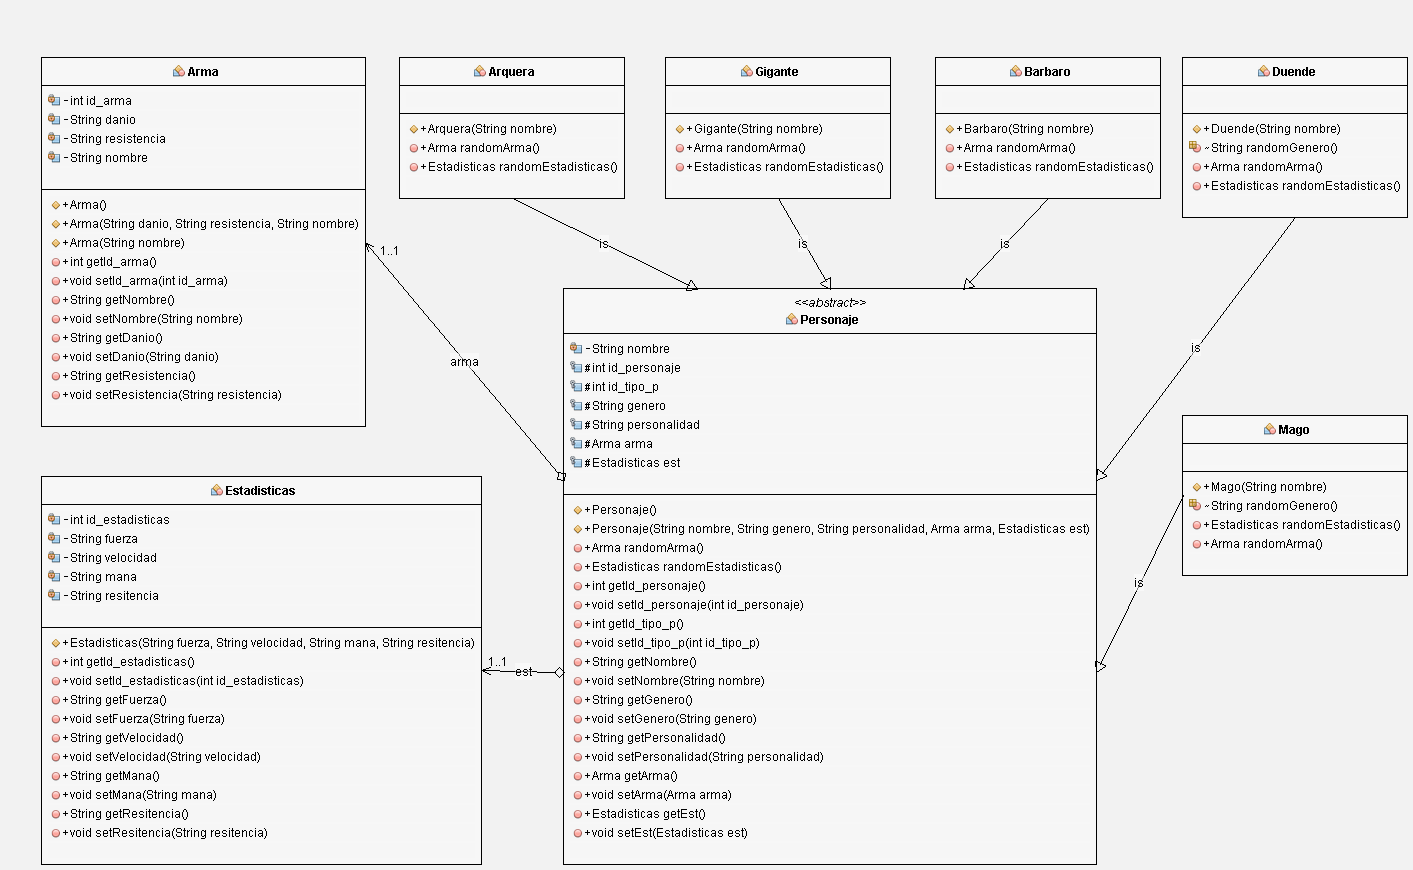 Arma
-int id_arma
-String danio
-String resistencia
-String nombre
+Arma()
+Arma(String danio, String resistencia, String nombre)
+Arma(String nombre)
+int getId_arma()
+void setId_arma(int id_arma)
+String getNombre()
+void setNombre(String nombre)
+String getDanio()
+void setDanio(String danio)
+String getResistencia()
+void setResistencia(String resistencia)
Arquera
+Arquera(String nombre)
+Arma randomArma()
+Estadisticas randomEstadisticas()
Gigante
+Gigante(String nombre)
+Arma randomArma()
+Estadisticas randomEstadisticas()
Barbaro
+Barbaro(String nombre)
+Arma randomArma()
+Estadisticas randomEstadisticas()
Duende
+Duende(String nombre)
~String randomGenero()
+Arma randomArma()
+Estadisticas randomEstadisticas()
is
is
is
is
1..1
arma
<<abstract>>
Personaje
-String nombre
#int id_personaje
#int id_tipo_p
#String genero
#String personalidad
#Arma arma
#Estadisticas est
+Personaje()
+Personaje(String nombre, String genero, String personalidad, Arma arma, Estadisticas est)
+Arma randomArma()
+Estadisticas randomEstadisticas()
+int getId_personaje()
+void setId_personaje(int id_personaje)
+int getId_tipo_p()
+void setId_tipo_p(int id_tipo_p)
+String getNombre()
+void setNombre(String nombre)
+String getGenero()
+void setGenero(String genero)
+String getPersonalidad()
+void setPersonalidad(String personalidad)
+Arma getArma()
+void setArma(Arma arma)
+Estadisticas getEst()
+void setEst(Estadisticas est)
Mago
+Mago(String nombre)
~String randomGenero()
+Estadisticas randomEstadisticas()
+Arma randomArma()
is
Estadisticas
-int id_estadisticas
-String fuerza
-String velocidad
-String mana
-String resitencia
+Estadisticas(String fuerza, String velocidad, String mana, String resitencia)
+int getId_estadisticas()
+void setId_estadisticas(int id_estadisticas)
+String getFuerza()
+void setFuerza(String fuerza)
+String getVelocidad()
+void setVelocidad(String velocidad)
+String getMana()
+void setMana(String mana)
+String getResitencia()
+void setResitencia(String resitencia)
1..1
est